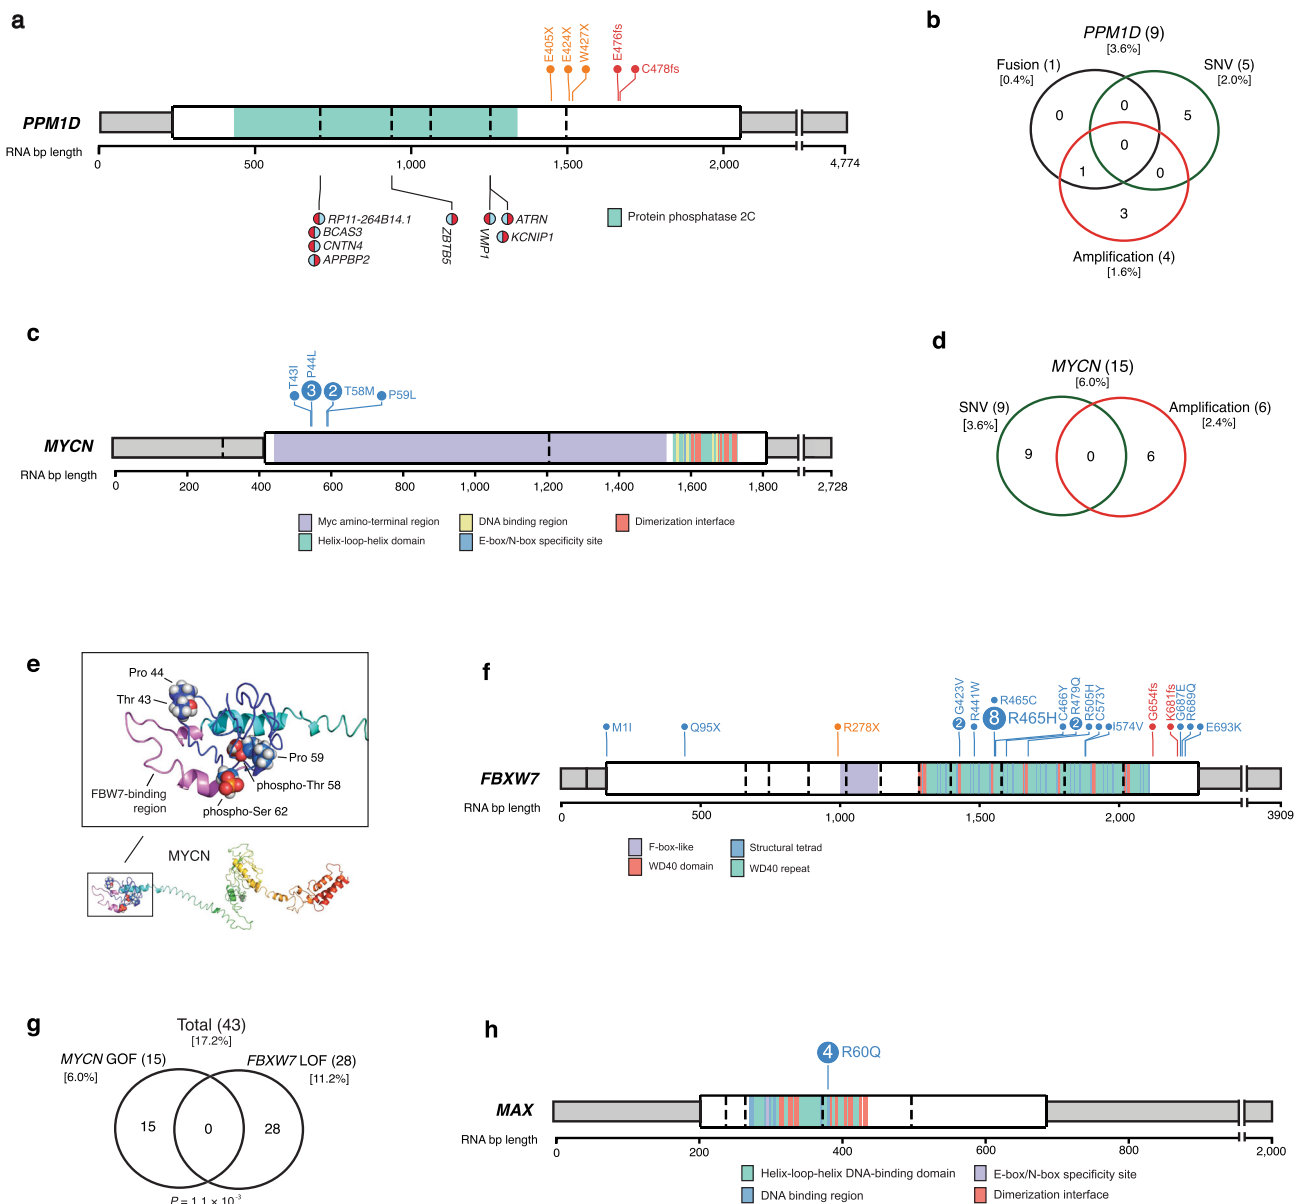 a
E405X
E424X
W427X
E476fs
C478fs
PPM1D
RNA bp length
0
500
1,000
1,500
2,000
4,774
RP11-264B14.1
BCAS3
CNTN4
APPBP2
ZBTB5
VMP1
ATRN
KCNIP1
Protein phosphatase 2C
b
PPM1D (9)
[3.6%]
Fusion (1)
[0.4%]
SNV (5)
[2.0%]
0
0
5
0
1
0
3
Amplification (4)
[1.6%]
c
T43I
P44L
3
2
T58M
P59L
MYCN
RNA bp length
0
200
400
600
800
1,000
1,200
1,400
1,600
1,800
2,728
Myc amino-terminal region
DNA binding region
Dimerization interface
Helix-loop-helix domain
E-box/N-box specificity site
d
MYCN (15)
[6.0%]
SNV (9)
[3.6%]
Amplification (6)
[2.4%]
9
0
6
e
Pro 44
Thr 43
Pro 59
phospho-Thr 58
FBW7-binding
region
phospho-Ser 62
MYCN
f
M1I
Q95X
R278X
2
G423V
R441W
R465C
8
R465H
C466Y
2
R479Q
R505H
C573Y
I574V
G654fs
K681fs
G687E
R689Q
E693K
FBXW7
RNA bp length
0
500
1,000
1,500
2,000
3909
F-box-like
Structural tetrad
WD40 domain
WD40 repeat
g
Total (43)
[17.2%]
MYCN GOF (15)
[6.0%]
FBXW7 LOF (28)
[11.2%]
15
0
28
P = 1.1 × 10⁻³
h
4
R60Q
MAX
RNA bp length
0
200
400
600
800
2,000
Helix-loop-helix DNA-binding domain
E-box/N-box specificity site
DNA binding region
Dimerization interface